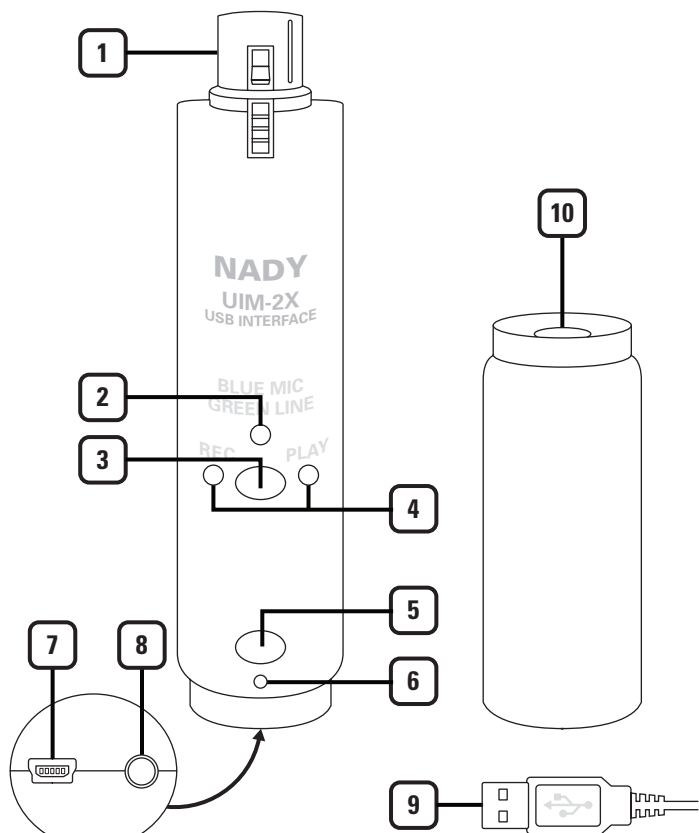 1
10
NADY
UIM-2X
USB INTERFACE
BLUE MIC
GREEN LINE
2
REC PLAY
3
4
5
7
8
6
9